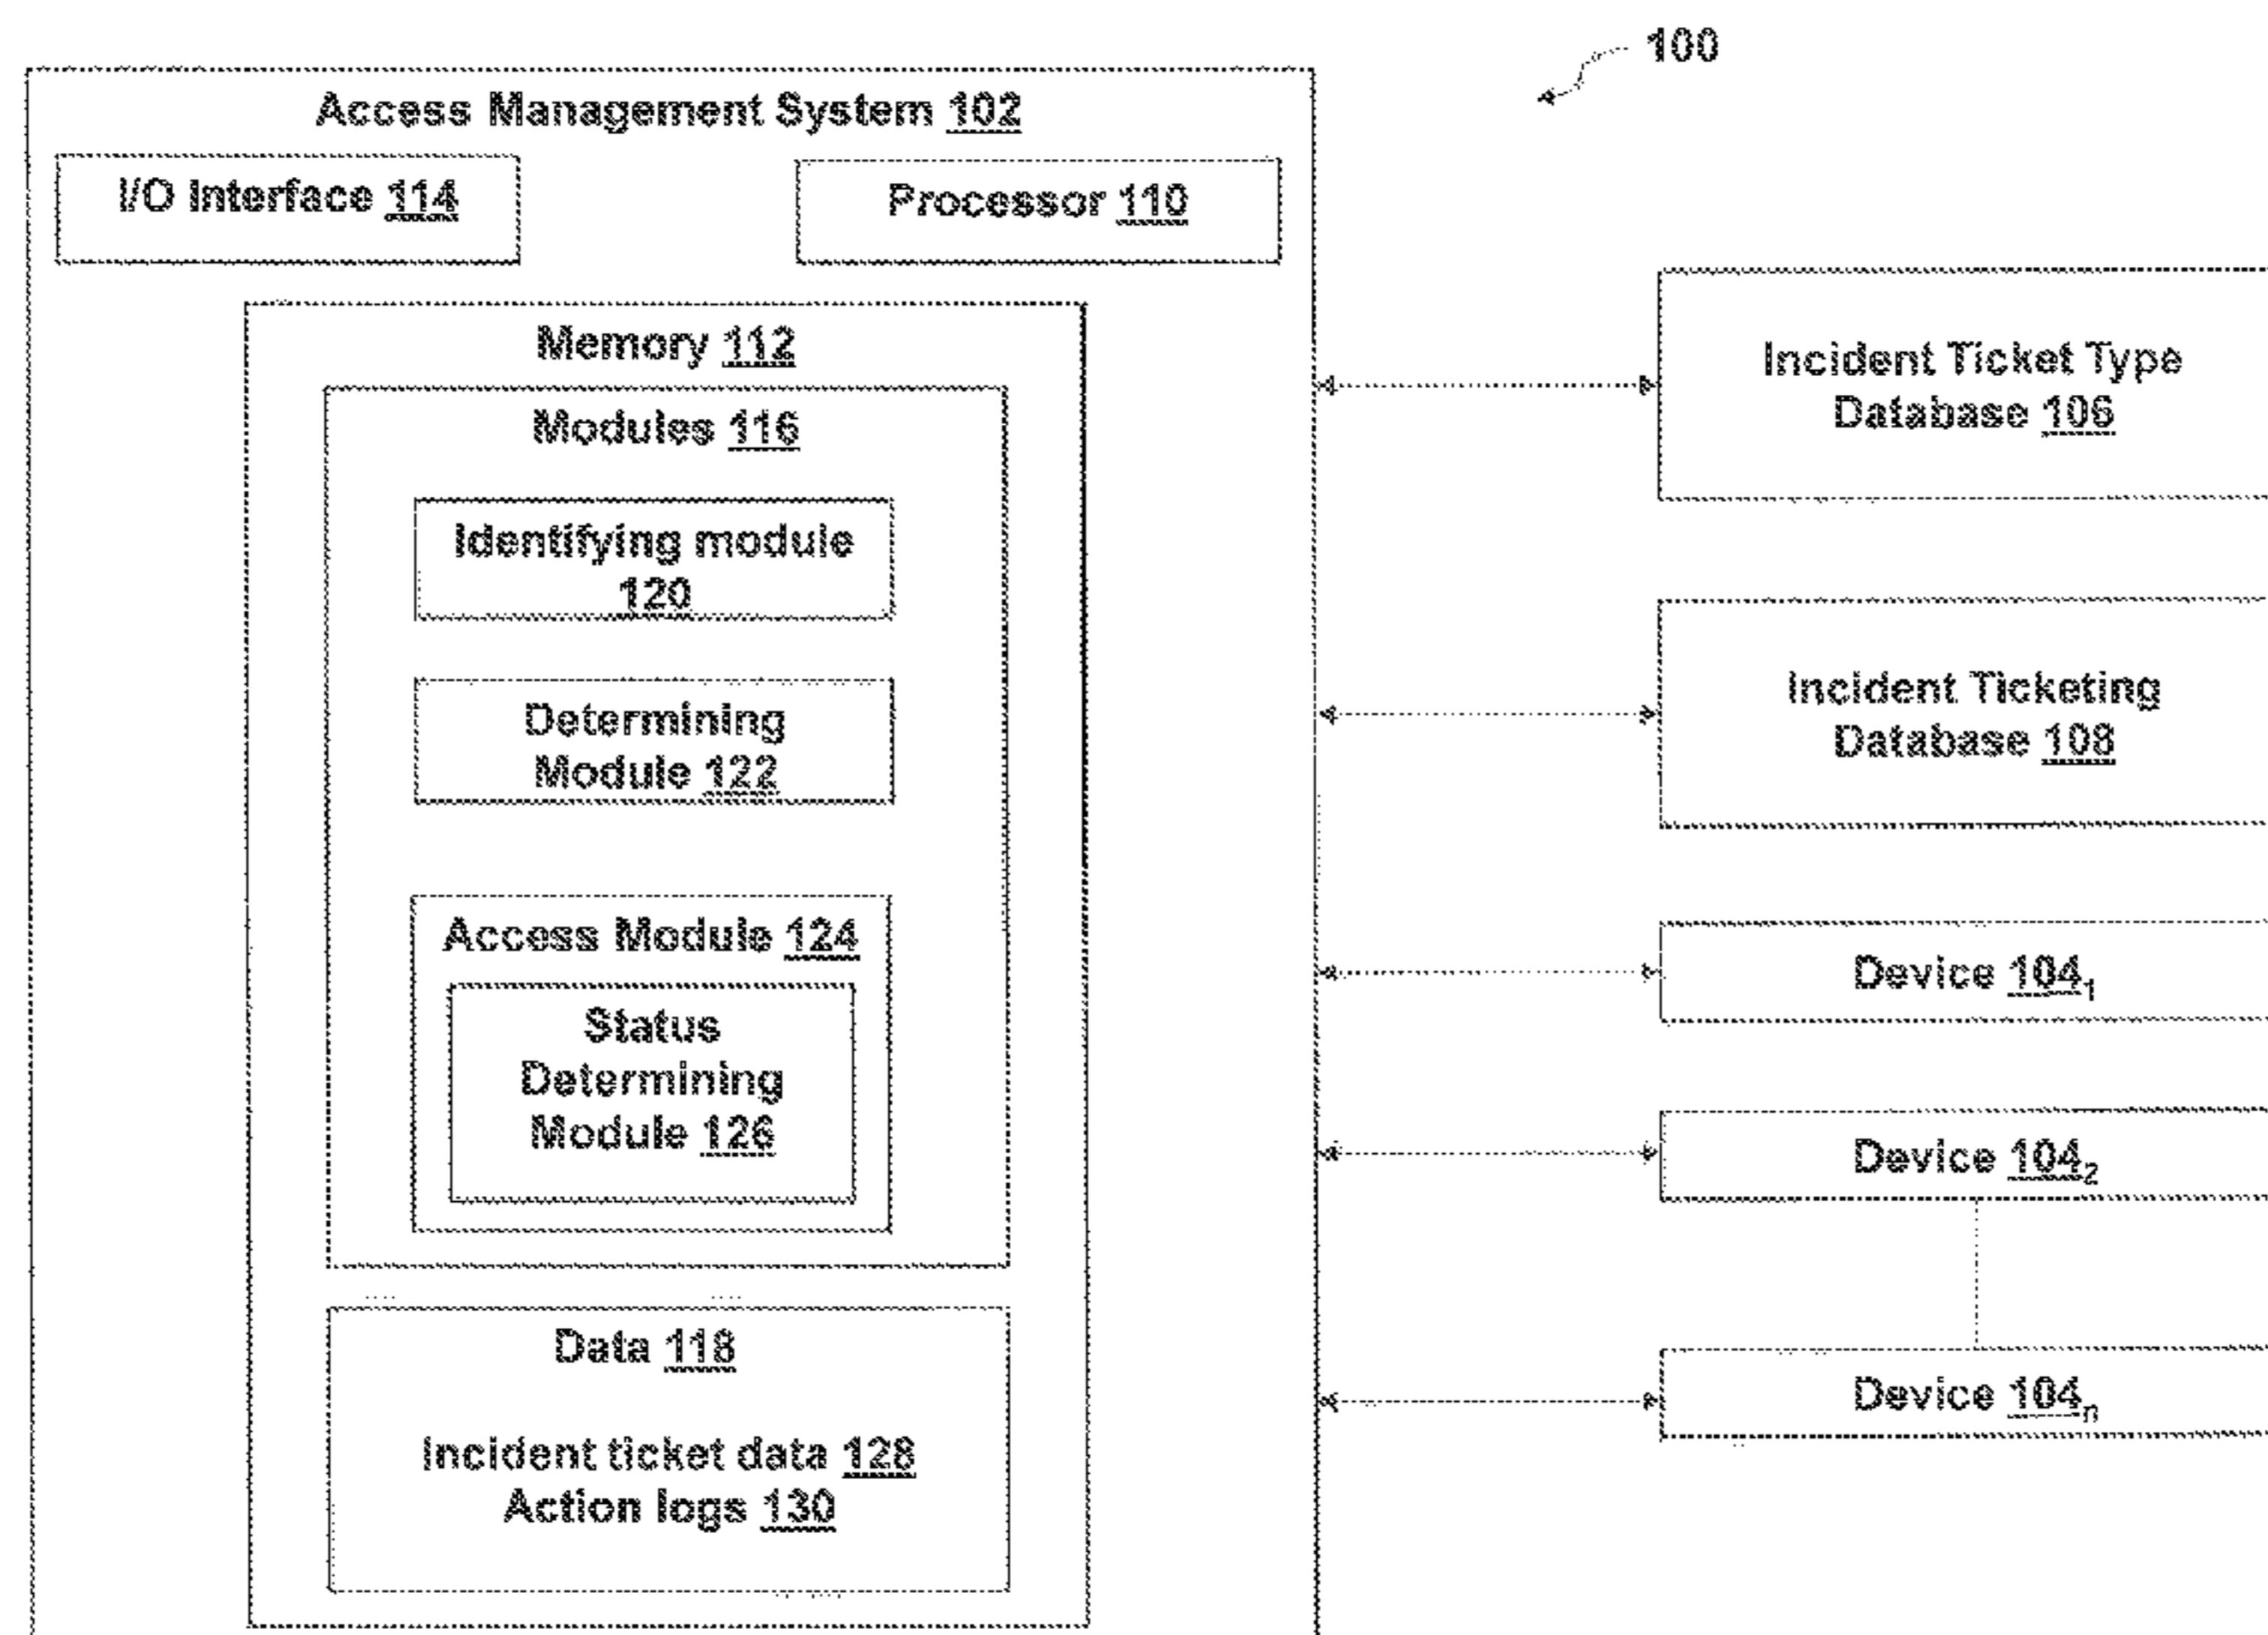 100
Access Management System 102
I/O Interface 114
Processor 110
Memory 112
Modules 116
Identifying module
120
Determining
Module 122
Access Module 124
Status
Determining
Module 126
Data 118
Incident ticket data 128
Action logs 130
Incident Ticket Type
Database 106
Incident Ticketing
Database 108
Device 104₁
Device 104₂
Device 104ₙ